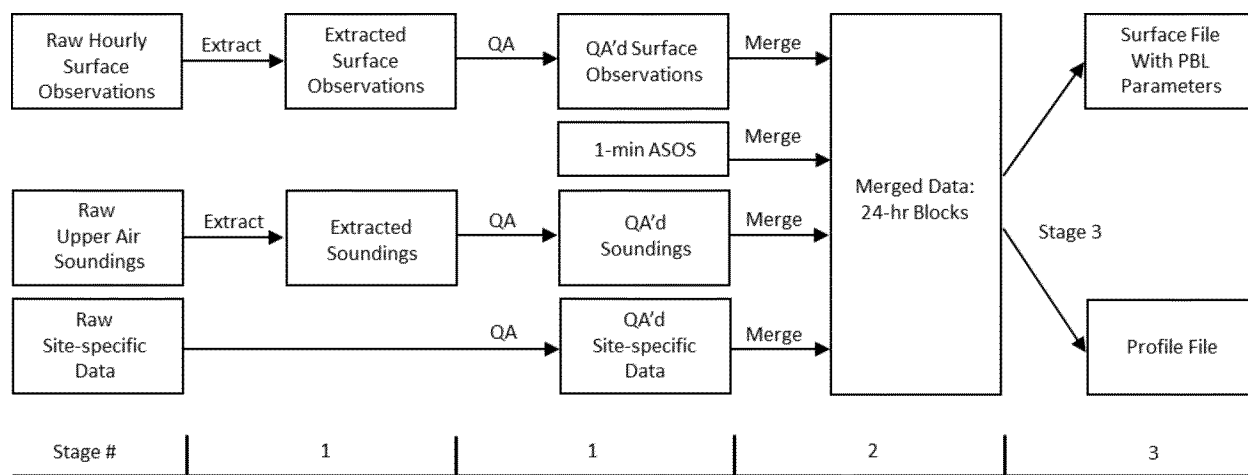 Raw Hourly
Surface
Observations
Extract
Extracted
Surface
Observations
QA
QA'd Surface
Observations
Merge
Surface File
With PBL
Parameters
1-min ASOS
Merge
Merged Data:
24-hr Blocks
Raw
Upper Air
Soundings
Extract
Extracted
Soundings
QA
QA'd
Soundings
Merge
Stage 3
Raw
Site-specific
Data
QA
QA'd
Site-specific
Data
Merge
Profile File
Stage # 1 1 2 3